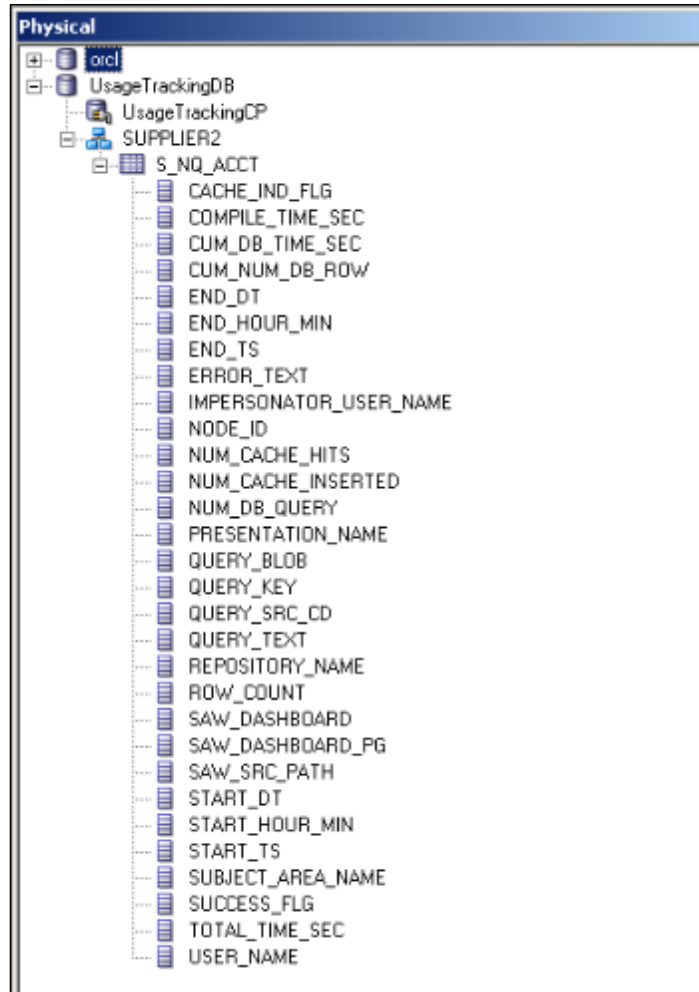 Physical
orcl
UsageTrackingDB
UsageTrackingCP
SUPPLIER2
S_NQ_ACCT
CACHE_IND_FLG
COMPILE_TIME_SEC
CUM_DB_TIME_SEC
CUM_NUM_DB_ROW
END_DT
END_HOUR_MIN
END_TS
ERROR_TEXT
IMPERSONATOR_USER_NAME
NODE_ID
NUM_CACHE_HITS
NUM_CACHE_INSERTED
NUM_DB_QUERY
PRESENTATION_NAME
QUERY_BLOB
QUERY_KEY
QUERY_SRC_CD
QUERY_TEXT
REPOSITORY_NAME
ROW_COUNT
SAW_DASHBOARD
SAW_DASHBOARD_PG
SAW_SRC_PATH
START_DT
START_HOUR_MIN
START_TS
SUBJECT_AREA_NAME
SUCCESS_FLG
TOTAL_TIME_SEC
USER_NAME